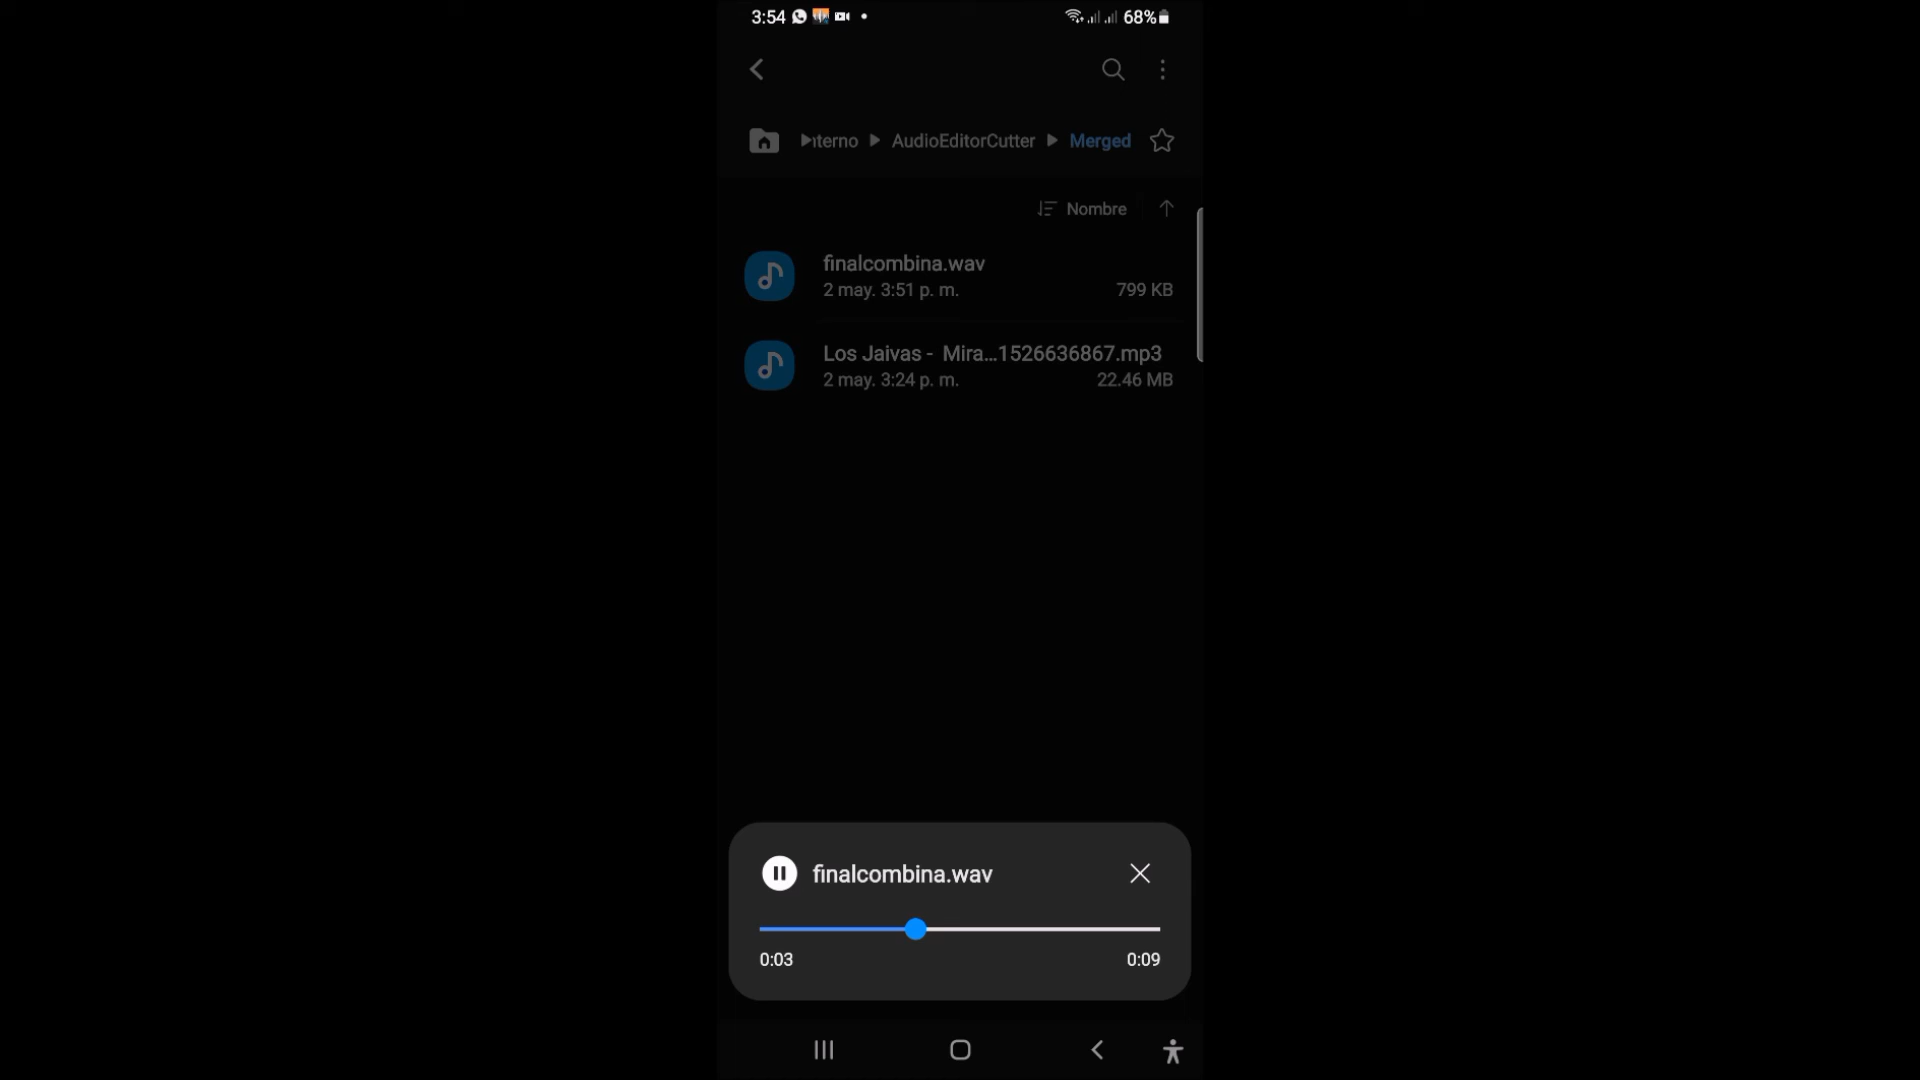 3:54 68%
terno AudioEditorCutter Merged
Nombre
finalcombina.wav
2 may. 3:51 p. m. 799 KB
Los Jaivas - Mira...1526636867.mp3
2 may. 3:24 p. m. 22.46 MB
finalcombina.wav
0:03 0:09